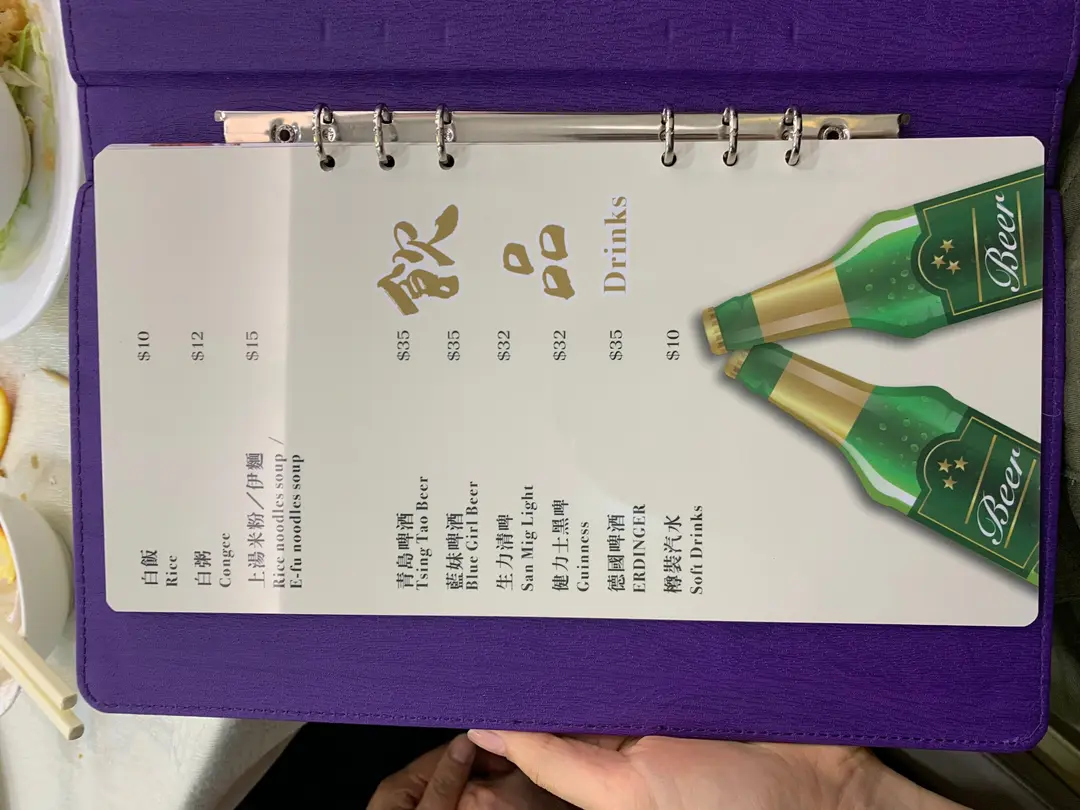 白飯 $10
Rice
白粥 $12
Congee
上湯米粉／伊麵 $15
Rice noodles soup /
E-fu noodles soup
飲品
Drinks
青島啤酒 $35
Tsing Tao Beer
藍妹啤酒 $35
Blue Girl Beer
生力清啤 $32
San Mig Light
健力士黑啤 $32
Guinness
德國啤酒 $35
ERDINGER
樽裝汽水 $10
Soft Drinks
Beer
Beer